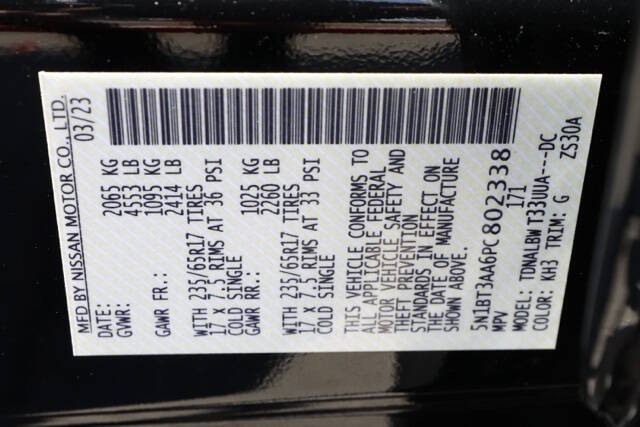 MFD BY NISSAN MOTOR CO., LTD.
DATE: 03/23
GVWR: 2065 KG
4553 LB
GAWR FR.: 1095 KG
2414 LB
WITH 235/65R17 TIRES
17 X 7.5 RIMS AT 36 PSI
COLD SINGLE
GAWR RR.: 1025 KG
2260 LB
WITH 235/65R17 TIRES
17 X 7.5 RIMS AT 33 PSI
COLD SINGLE
THIS VEHICLE CONFORMS TO
ALL APPLICABLE FEDERAL
MOTOR VEHICLE SAFETY AND
THEFT PREVENTION
STANDARDS IN EFFECT ON
THE DATE OF MANUFACTURE
SHOWN ABOVE.
5N1BT3AA6PC802338
MPV 171
MODEL: TDNALBW T33UUA---DC
COLOR: KH3 TRIM: G ZS30A